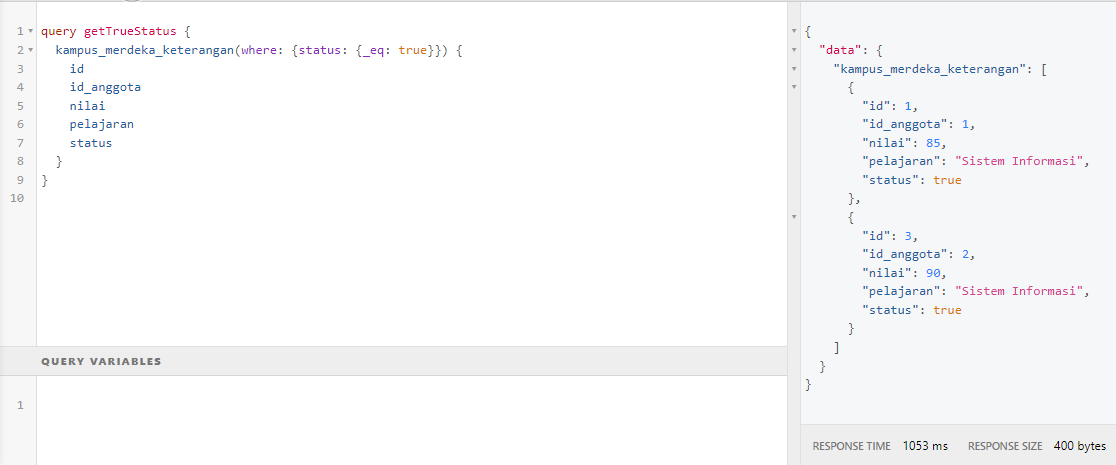 1 query getTrueStatus {
2 kampus_merdeka_keterangan(where: {status: {_eq: true}}) {
3 id
4 id_anggota
5 nilai
6 pelajaran
7 status
8 }
9 }
10
QUERY VARIABLES
1
{
"data": {
"kampus_merdeka_keterangan": [
{
"id": 1,
"id_anggota": 1,
"nilai": 85,
"pelajaran": "Sistem Informasi",
"status": true
},
{
"id": 3,
"id_anggota": 2,
"nilai": 90,
"pelajaran": "Sistem Informasi",
"status": true
}
]
}
}
RESPONSE TIME 1053 ms RESPONSE SIZE 400 bytes